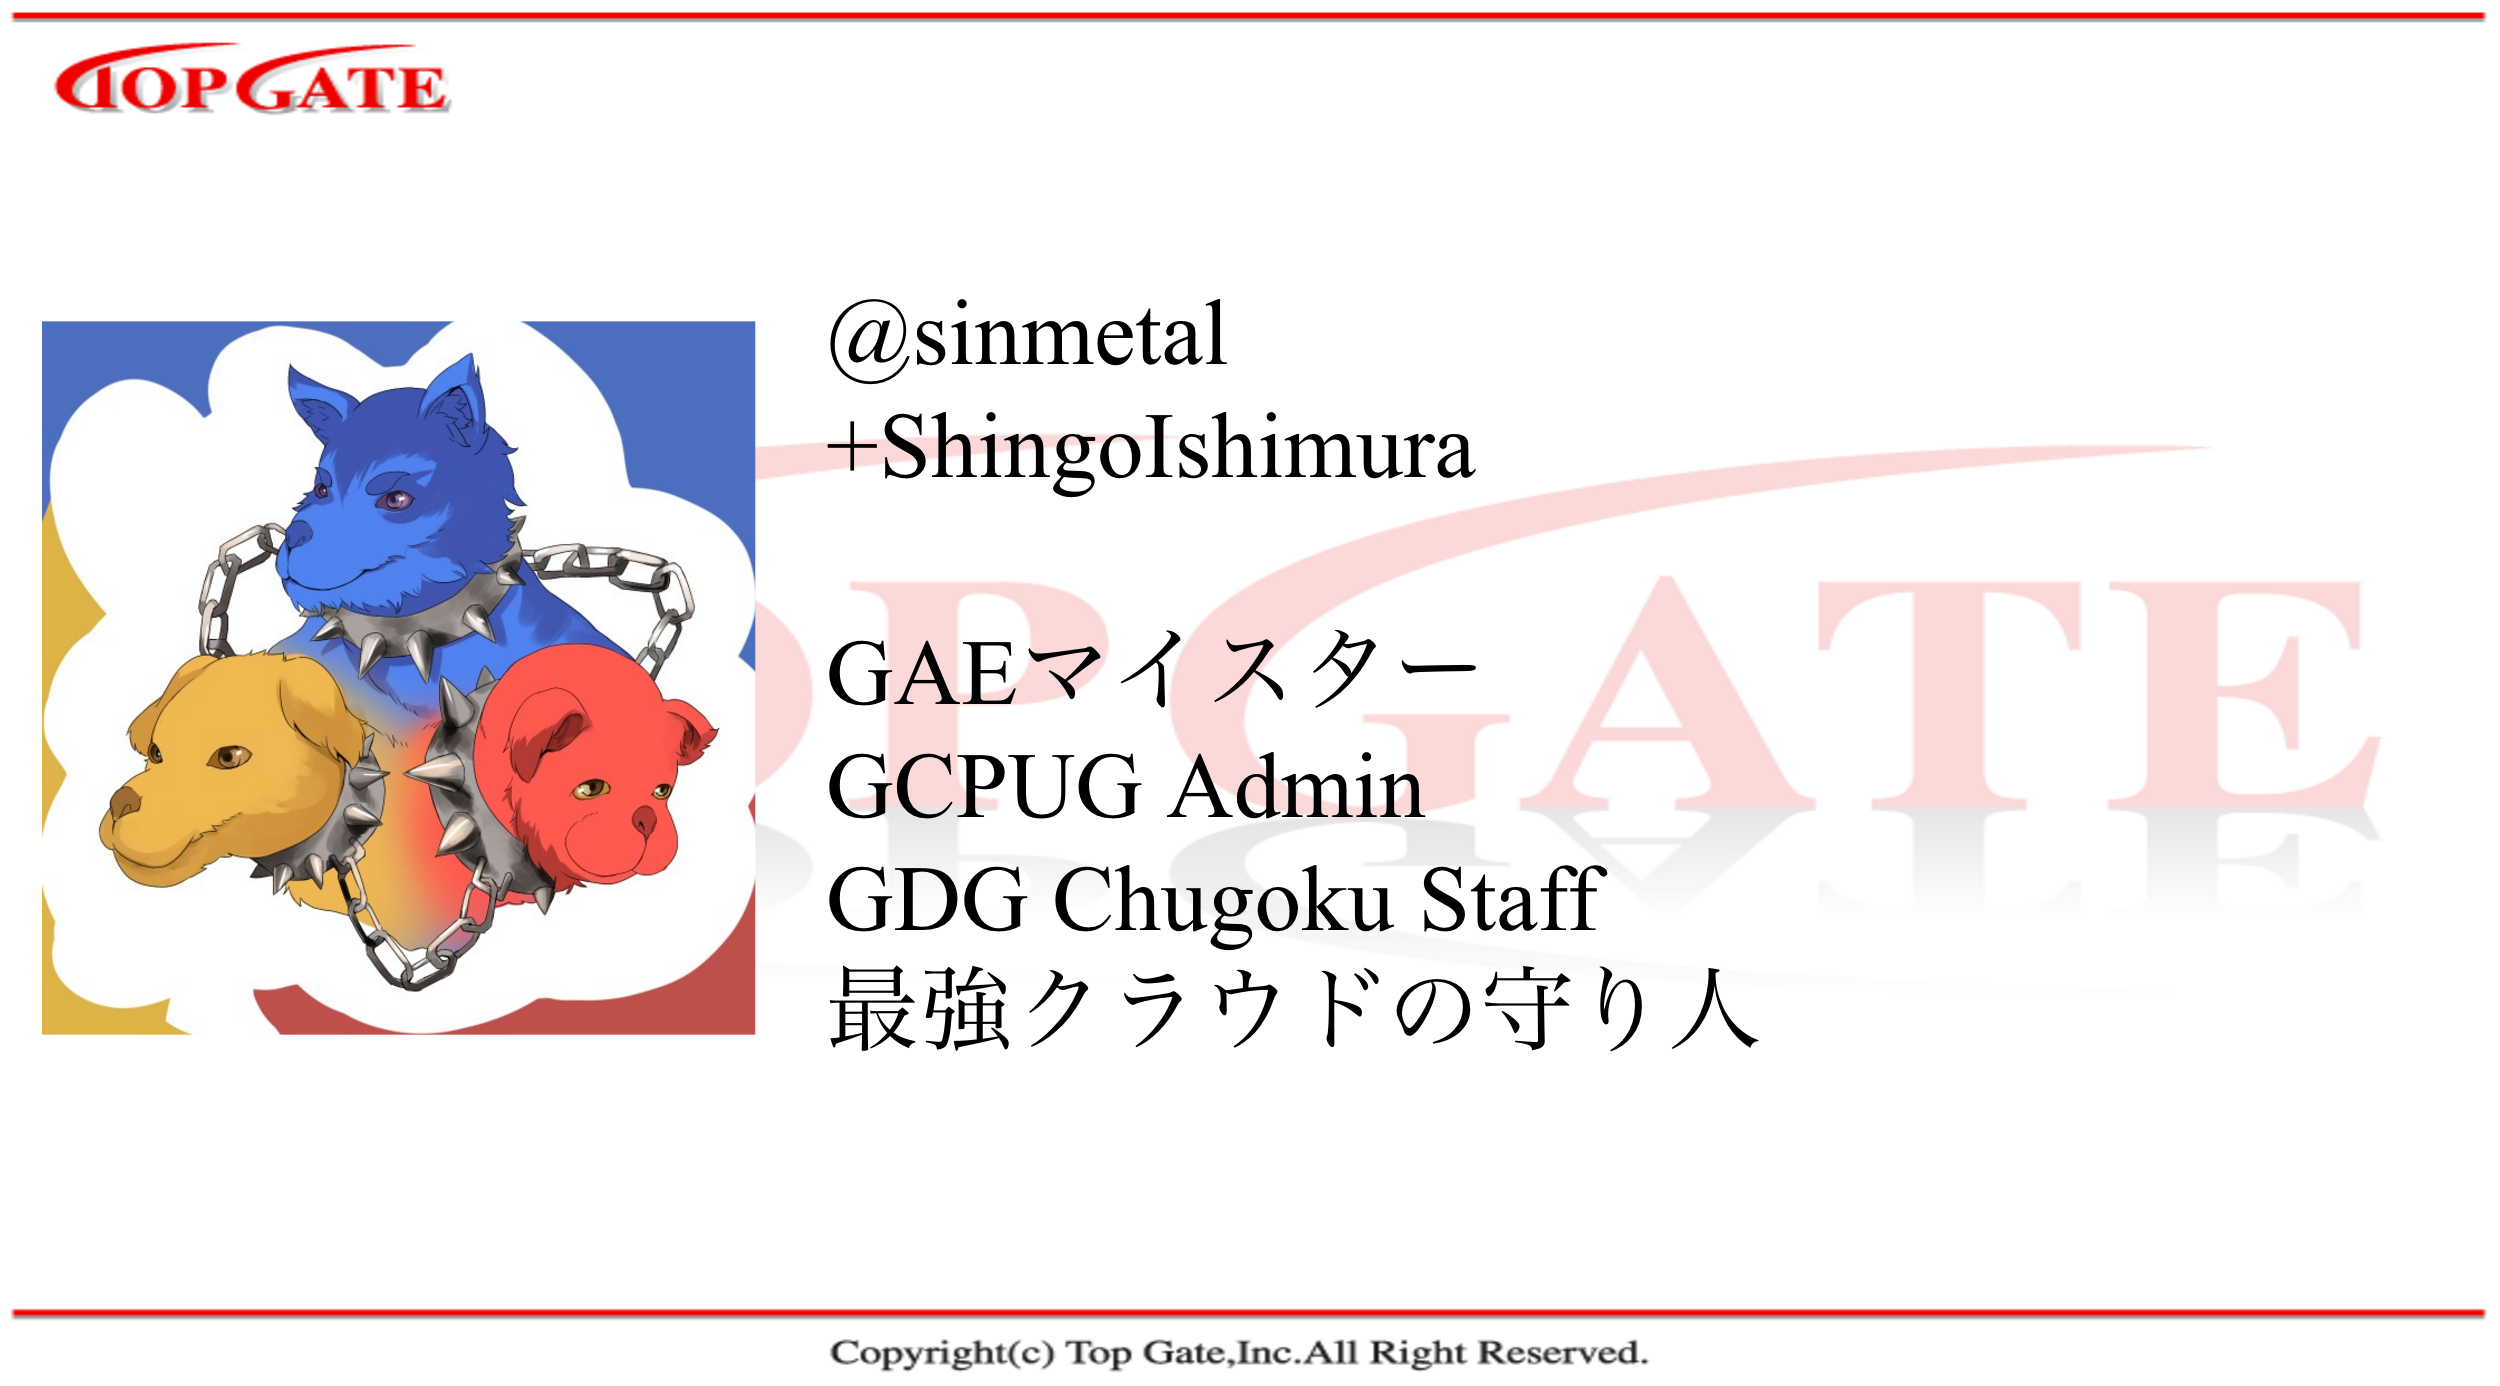 TOPGATE
@sinmetal
+ShingoIshimura
GAEマイスター
GCPUG Admin
GDG Chugoku Staff
最強クラウドの守り人
OPGATE
Copyright(c) Top Gate,Inc.All Right Reserved.